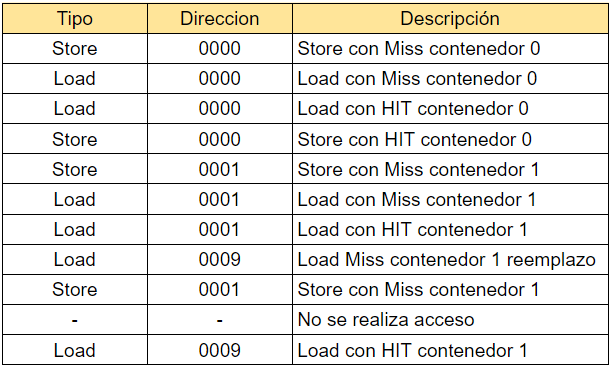 Tipo Direccion Descripción
Store 0000 Store con Miss contenedor 0
Load 0000 Load con Miss contenedor 0
Load 0000 Load con HIT contenedor 0
Store 0000 Store con HIT contenedor 0
Store 0001 Store con Miss contenedor 1
Load 0001 Load con Miss contenedor 1
Load 0001 Load con HIT contenedor 1
Load 0009 Load Miss contenedor 1 reemplazo
Store 0001 Store con Miss contenedor 1
- - No se realiza acceso
Load 0009 Load con HIT contenedor 1